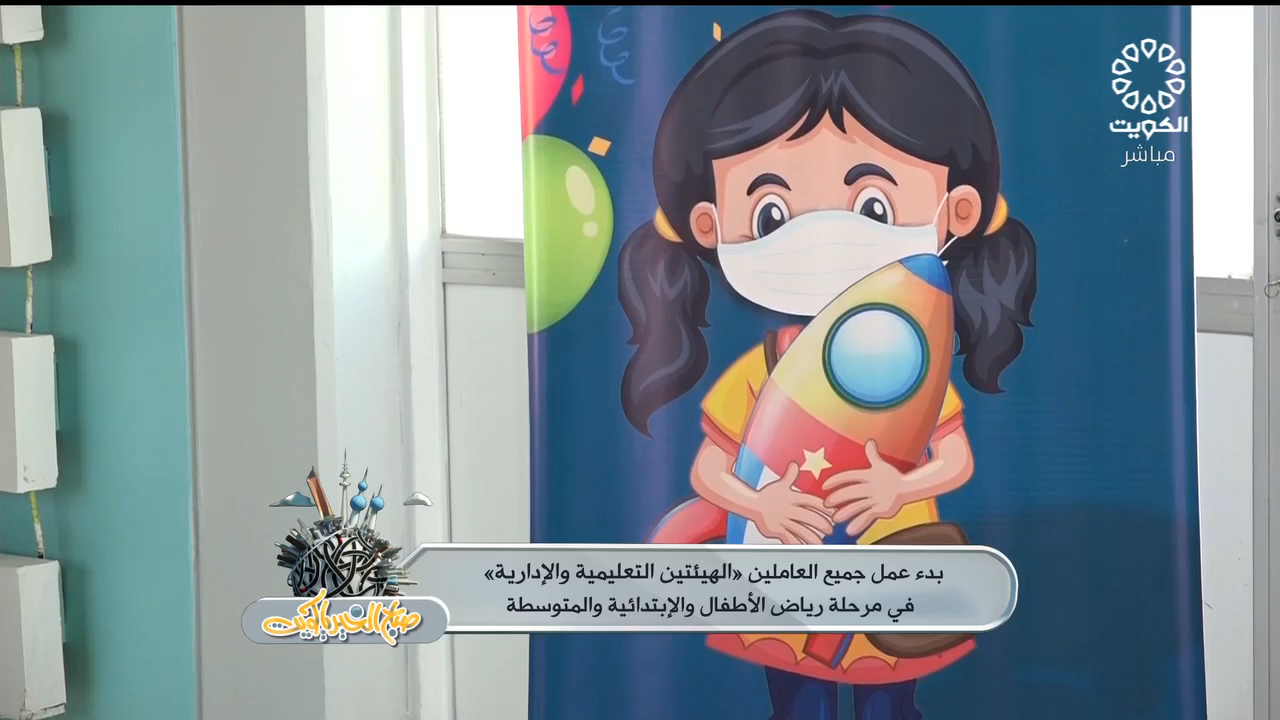 الكويت
مباشر
بدء عمل جميع العاملين «الهيئتين التعليمية والإدارية»
في مرحلة رياض الأطفال والإبتدائية والمتوسطة
صباح الخير يا كويت